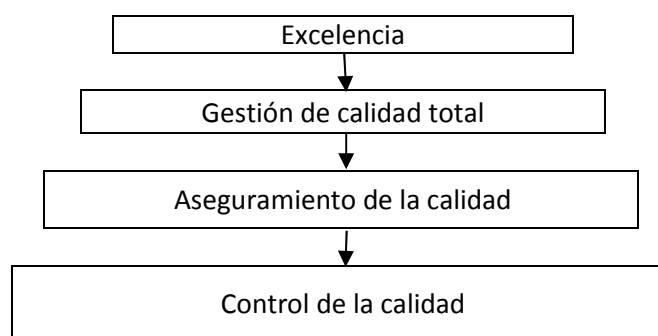 Excelencia
Gestión de calidad total
Aseguramiento de la calidad
Control de la calidad